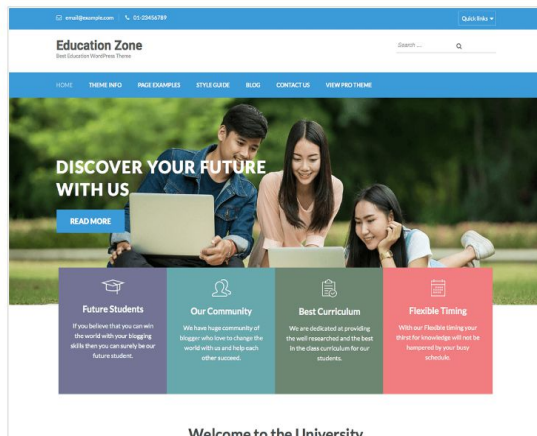 email@example.com
01-23456789
Quick links
Education Zone
Best Education WordPress Theme
Search ...
HOME THEME INFO PAGE EXAMPLES STYLE GUIDE BLOG CONTACT US VIEW PRO THEME
DISCOVER YOUR FUTURE
WITH US
READ MORE
Future Students
If you believe that you can win
the world with your blogging
skills then you can surely be our
future student.
Our Community
We have huge community of
blogger who love to change the
world with us and help each
other succeed.
Best Curriculum
We are dedicated at providing
the well researched and the best
in the class curriculum for our
students.
Flexible Timing
With our Flexible timing your
thirst for knowledge will not be
hampered by your busy
schedule.
Welcome to the University